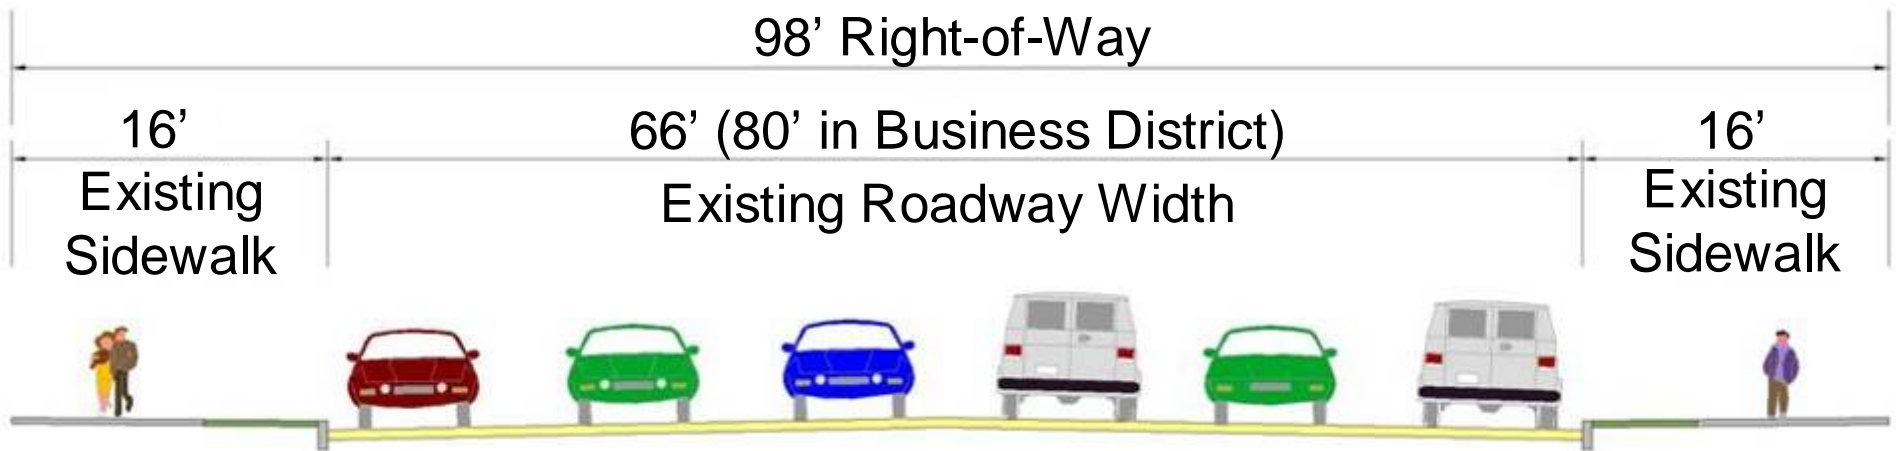 98’ Right-of-Way
16’
66’ (80’ in Business District)
16’
Existing
Sidewalk
Existing Roadway Width
Existing
Sidewalk